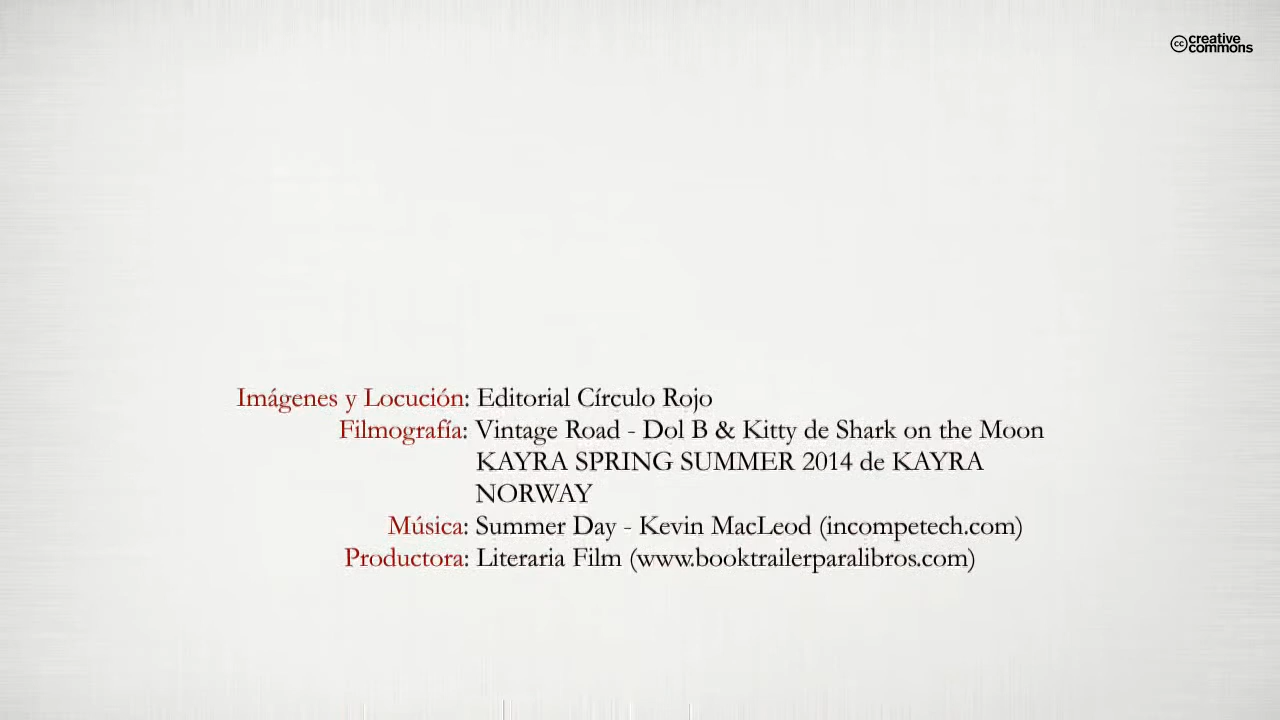 cc creative
commons
Imágenes y Locución: Editorial Círculo Rojo
Filmografía: Vintage Road - Dol B & Kitty de Shark on the Moon
KAYRA SPRING SUMMER 2014 de KAYRA
NORWAY
Música: Summer Day - Kevin MacLeod (incompetech.com)
Productora: Literaria Film (www.booktrailerparalibros.com)